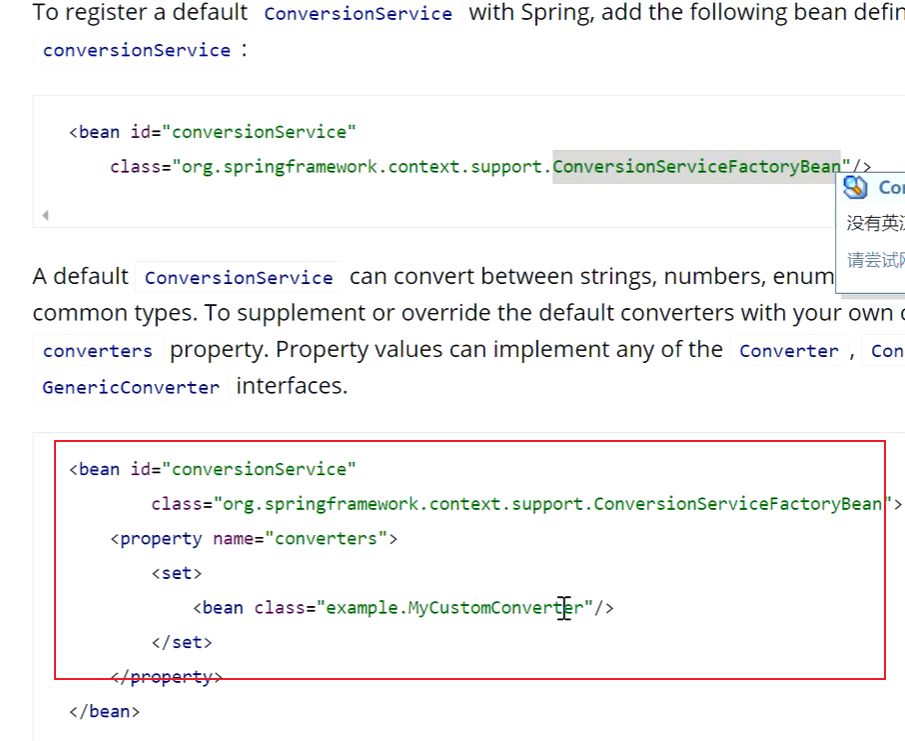 To register a default ConversionService with Spring, add the following bean
conversionService :
<bean id="conversionService"
class="org.springframework.context.support.ConversionServiceFactoryBean"/>
没有英
请尝试
A default ConversionService can convert between strings, numbers,
common types. To supplement or override the default converters with your own
converters property. Property values can implement any of the Converter ,
GenericConverter interfaces.
<bean id="conversionService"
class="org.springframework.context.support.ConversionServiceFactoryBean">
<property name="converters">
<set>
<bean class="example.MyCustomConverter"/>
</set>
</property>
</bean>